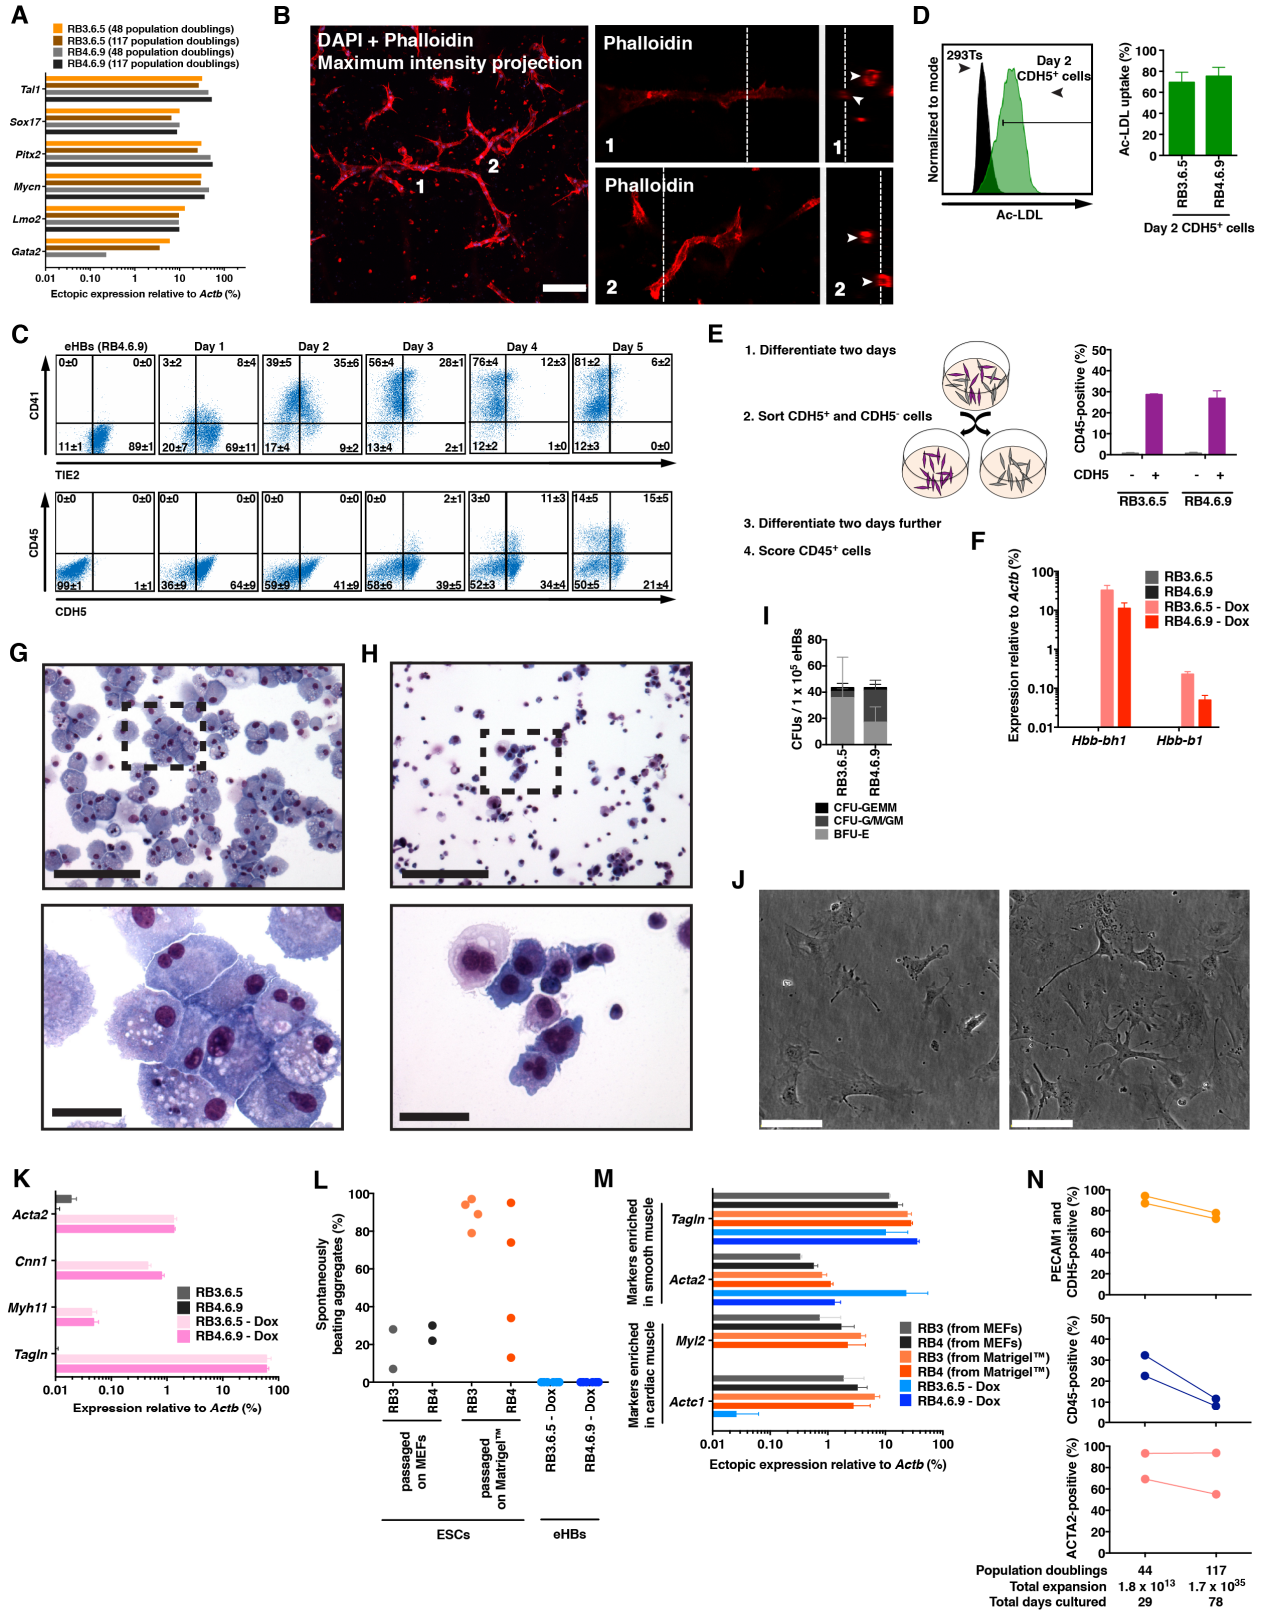 A
RB3.6.5 (48 population doublings)
RB3.6.5 (117 population doublings)
RB4.6.9 (48 population doublings)
RB4.6.9 (117 population doublings)
Tal1
Sox17
Pitx2
Mycn
Lmo2
Gata2
0.01 0.10 1 10 100
Ectopic expression relative to Actb (%)
B
DAPI + Phalloidin
Maximum intensity projection
1
2
Phalloidin
1
1
Phalloidin
2
2
D
Normalized to mode
293Ts
Day 2
CDH5+ cells
Ac-LDL
Ac-LDL uptake (%)
100
80
60
40
20
0
RB3.6.5
RB4.6.9
Day 2 CDH5+ cells
C
eHBs (RB4.6.9) Day 1 Day 2 Day 3 Day 4 Day 5
CD41
0±0 0±0 3±2 8±4 39±5 35±6 56±4 28±1 76±4 12±3 81±2 6±2
11±1 89±1 20±7 69±11 17±4 9±2 13±4 2±1 12±2 1±0 12±3 0±0
TIE2
CD45
0±0 0±0 0±0 0±0 0±0 0±0 0±0 2±1 3±0 11±3 14±5 15±5
99±1 1±1 36±9 64±9 59±9 41±9 58±6 39±5 52±3 34±4 50±5 21±4
CDH5
E
1. Differentiate two days
2. Sort CDH5+ and CDH5- cells
3. Differentiate two days further
4. Score CD45+ cells
CD45-positive (%)
50
40
30
20
10
0
CDH5 - + - +
RB3.6.5 RB4.6.9
F
Expression relative to Actb (%)
100
10
1
0.10
0.01
RB3.6.5
RB4.6.9
RB3.6.5 - Dox
RB4.6.9 - Dox
Hbb-bh1 Hbb-b1
G
H
I
CFUs / 1 x 10⁵ eHBs
80
60
40
20
0
RB3.6.5
RB4.6.9
CFU-GEMM
CFU-G/M/GM
BFU-E
J
K
Acta2
Cnn1
Myh11
Tagln
RB3.6.5
RB4.6.9
RB3.6.5 - Dox
RB4.6.9 - Dox
0.01 0.1 1 10 100
Expression relative to Actb (%)
L
Spontaneously
beating aggregates (%)
100
80
60
40
20
0
RB3
RB4
RB3
RB4
RB3.6.5 - Dox
RB4.6.9 - Dox
passaged
on MEFs
passaged
on Matrigel™
ESCs eHBs
M
Markers enriched
in smooth muscle
Markers enriched
in cardiac muscle
Tagln
Acta2
Myl2
Actc1
RB3 (from MEFs)
RB4 (from MEFs)
RB3 (from Matrigel™)
RB4 (from Matrigel™)
RB3.6.5 - Dox
RB4.6.9 - Dox
0.01 0.10 1 10 100
Ectopic expression relative to Actb (%)
N
PECAM1 and
CDH5-positive (%)
100
80
60
40
20
0
CD45-positive (%)
50
40
30
20
10
0
ACTA2-positive (%)
100
80
60
40
20
0
Population doublings 44 117
Total expansion 1.8 x 10¹³ 1.7 x 10³⁵
Total days cultured 29 78